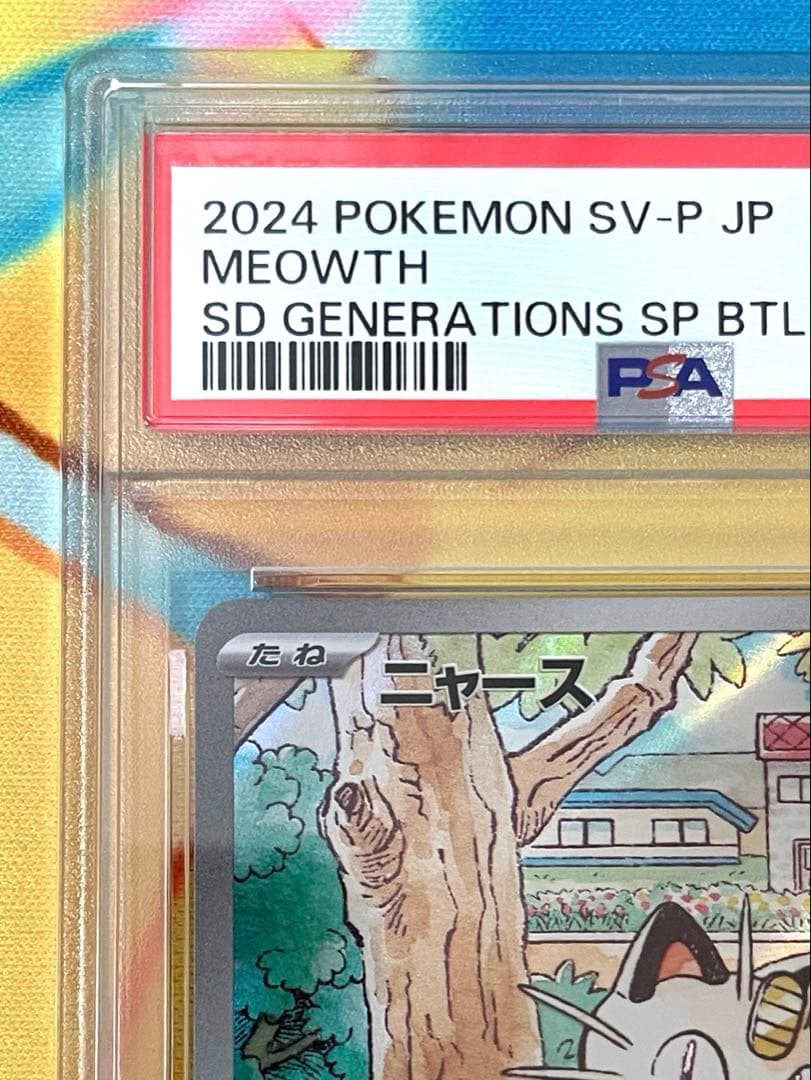 2024 POKEMON SV-P JP
MEOWTH
SD GENERATIONS SP BTL
PSA
たね
ニャース